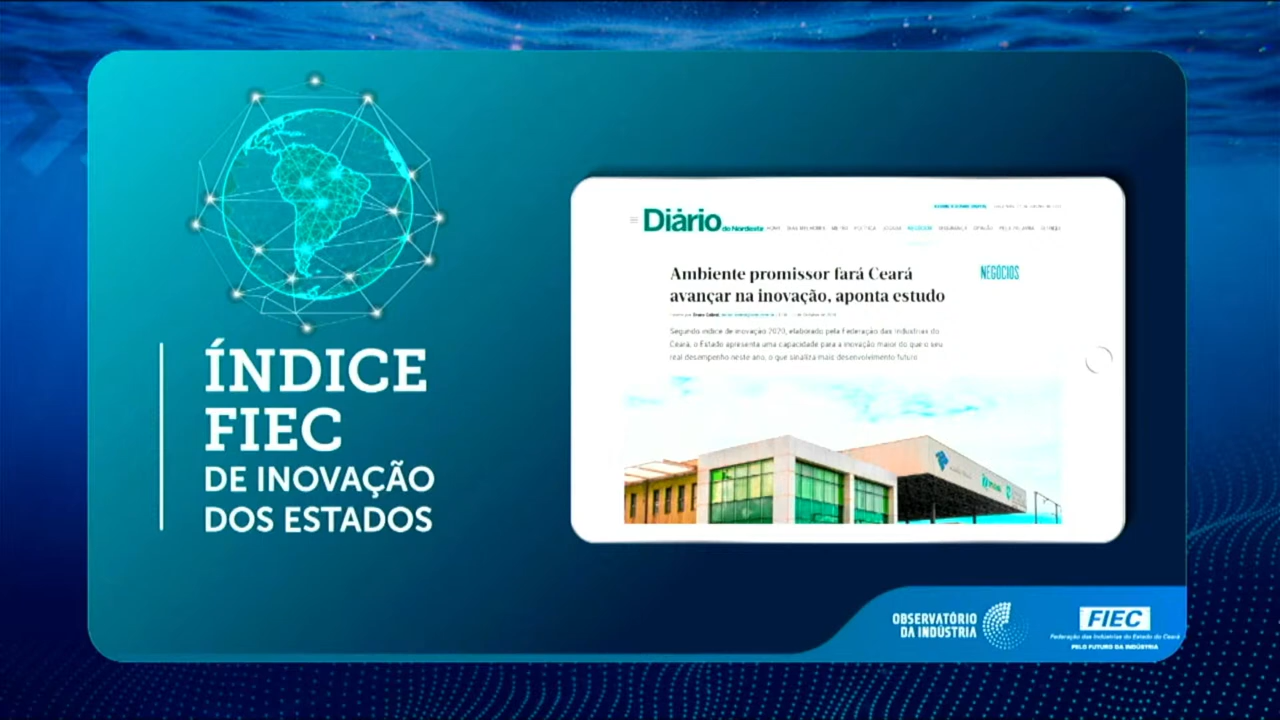 ÍNDICE
FIEC
DE INOVAÇÃO
DOS ESTADOS
Diário do Nordeste
NEGÓCIOS
Ambiente promissor fará Ceará
avançar na inovação, aponta estudo
Segundo índice de inovação 2020, elaborado pela Federação das Indústrias do
Ceará, o Estado apresenta uma capacidade para a inovação maior do que o seu
real desempenho neste ano, o que sinaliza mais desenvolvimento futuro
OBSERVATÓRIO
DA INDÚSTRIA
FIEC
Federação das Indústrias do Estado do Ceará
PELO FUTURO DA INDÚSTRIA